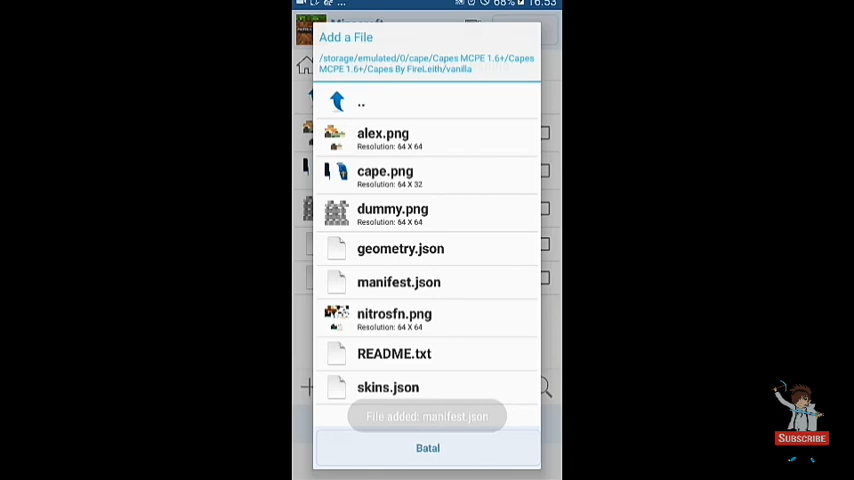 68% 16.53
Minecraft
Add a File
/storage/emulated/0/cape/Capes MCPE 1.6+/Capes
MCPE 1.6+/Capes By FireLeith/vanilla
..
alex.png
Resolution: 64 X 64
cape.png
Resolution: 64 X 32
dummy.png
Resolution: 64 X 64
geometry.json
manifest.json
nitrosfn.png
Resolution: 64 X 64
README.txt
skins.json
File added: manifest.json
Batal
SUBSCRIBE